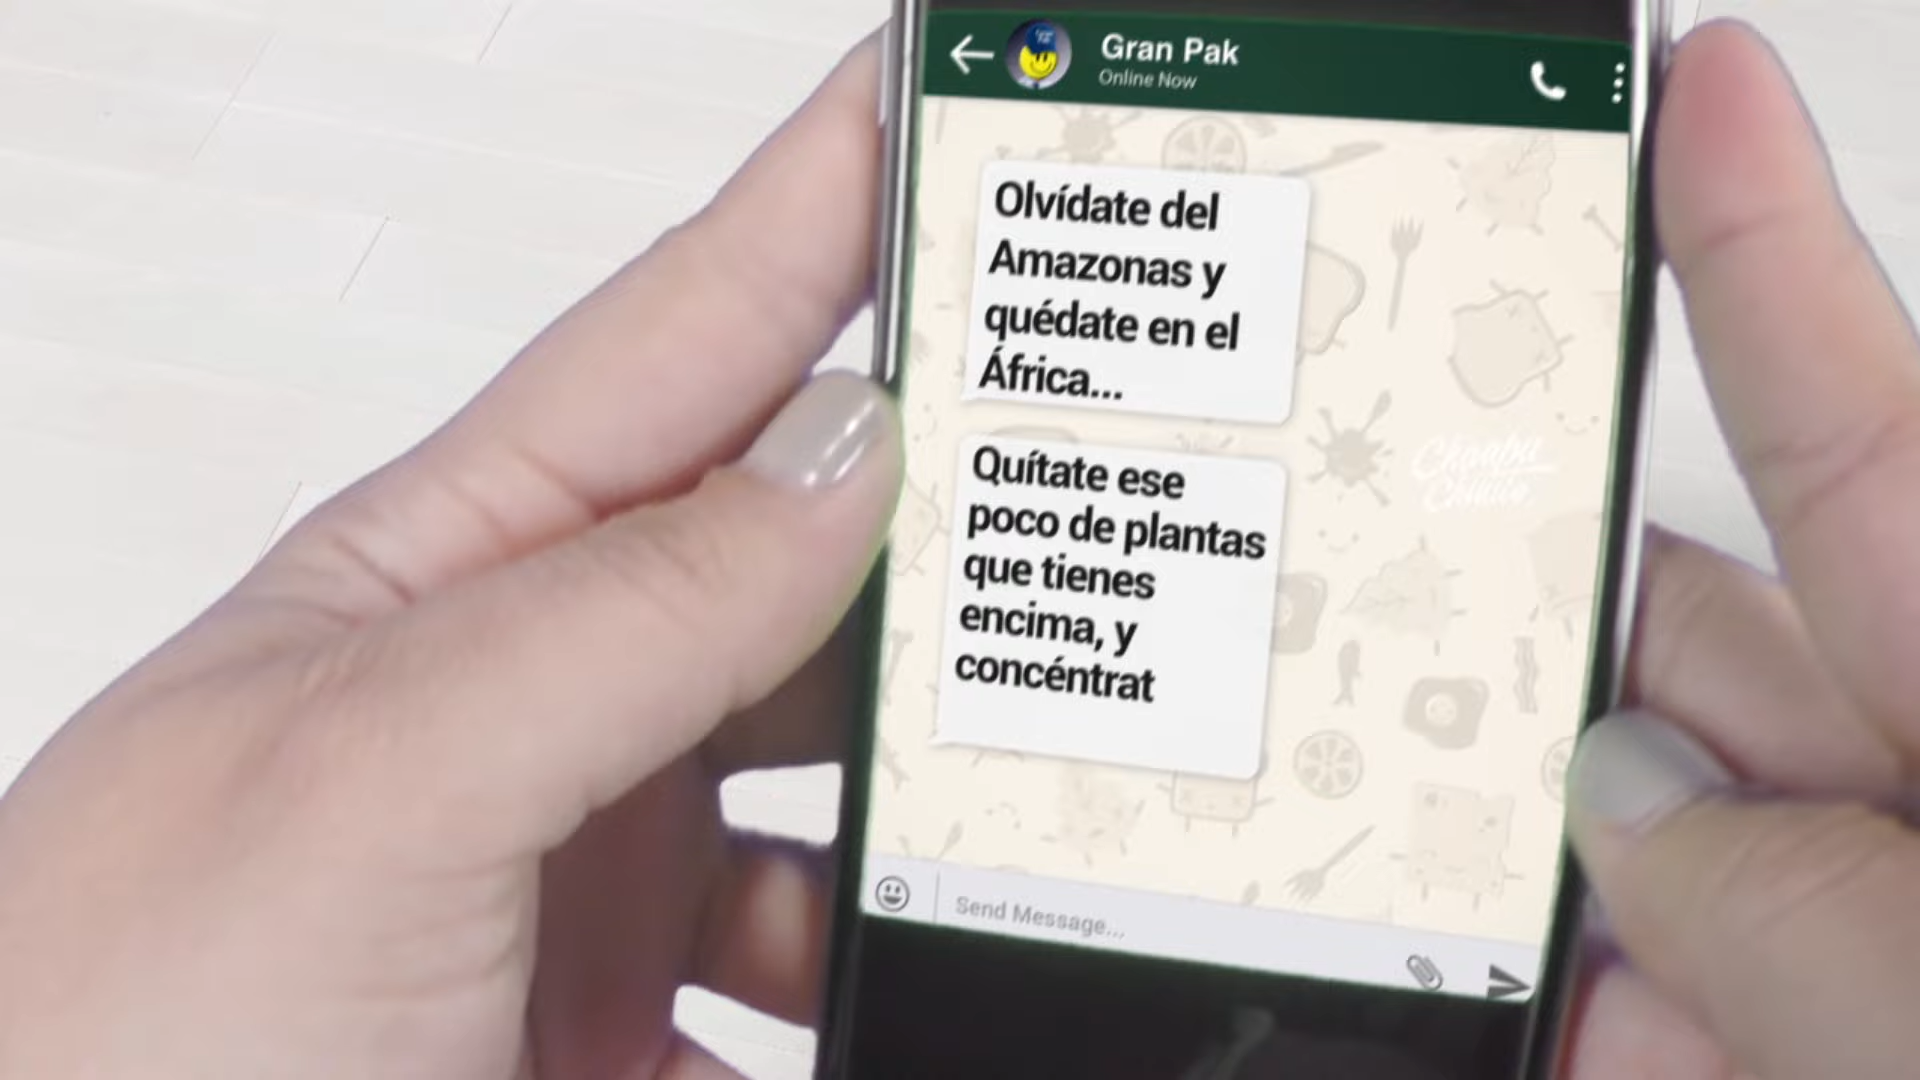 Gran Pak
Online Now
Olvídate del
Amazonas y
quédate en el
África...
Quítate ese
poco de plantas
que tienes
encima, y
concéntrat
Send Message...